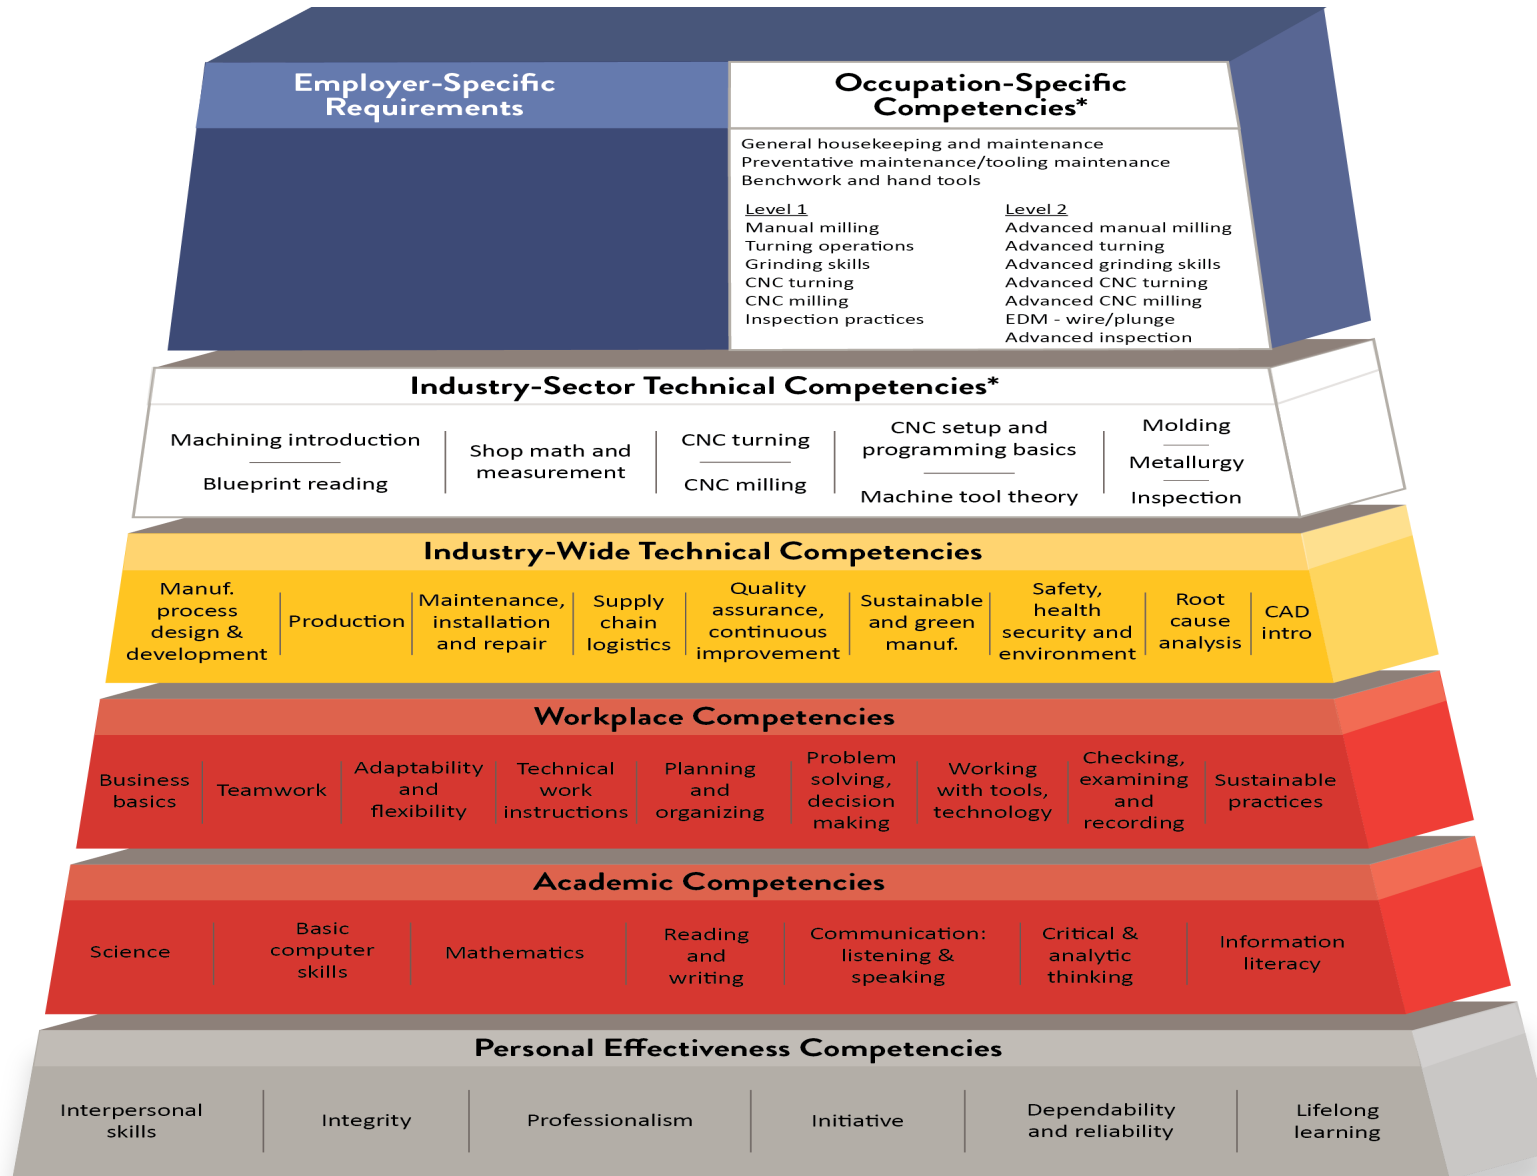 Employer-Specific
Requirements
Occupation-Specific
Competencies*
General housekeeping and maintenance
Preventative maintenance/tooling maintenance
Benchwork and hand tools
Level 1
Manual milling
Turning operations
Grinding skills
CNC turning
CNC milling
Inspection practices
Level 2
Advanced manual milling
Advanced turning
Advanced grinding skills
Advanced CNC turning
Advanced CNC milling
EDM - wire/plunge
Advanced inspection
Industry-Sector Technical Competencies*
Machining introduction
Blueprint reading
Shop math and
measurement
CNC turning
CNC milling
CNC setup and
programming basics
Machine tool theory
Molding
Metallurgy
Inspection
Industry-Wide Technical Competencies
Manuf.
process
design &
development
Production
Maintenance,
installation
and repair
Supply
chain
logistics
Quality
assurance,
continuous
improvement
Sustainable
and green
manuf.
Safety,
health
security and
environment
Root
cause
analysis
CAD
intro
Workplace Competencies
Business
basics
Teamwork
Adaptability
and
flexibility
Technical
work
instructions
Planning
and
organizing
Problem
solving,
decision
making
Working
with tools,
technology
Checking,
examining
and
recording
Sustainable
practices
Academic Competencies
Science
Basic
computer
skills
Mathematics
Reading
and
writing
Communication:
listening &
speaking
Critical &
analytic
thinking
Information
literacy
Personal Effectiveness Competencies
Interpersonal
skills
Integrity
Professionalism
Initiative
Dependability
and reliability
Lifelong
learning